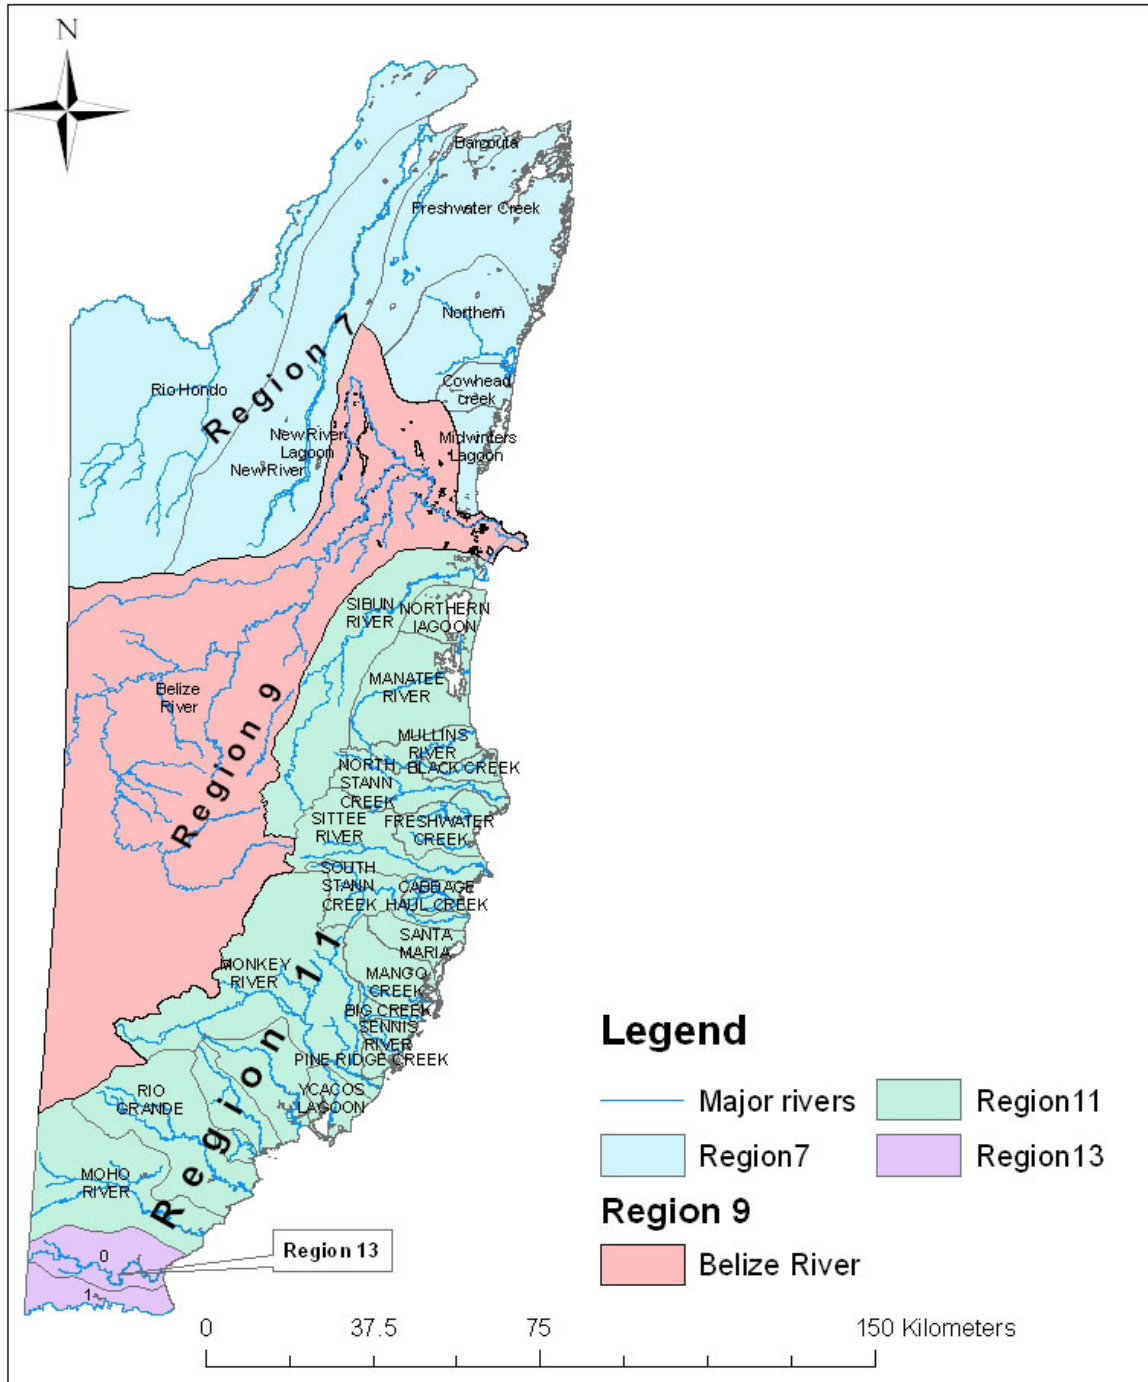 N
Barcouta
Freshwater Creek
Northern
Region 7
Rio Hondo
Cowhead
creek
New River
Lagoon
Midwinters
Lagoon
New River
SIBUN
RIVER
NORTHERN
lAGOON
Belize
River
MANATEE
RIVER
Region 9
MULLINS
RIVER
BLACK CREEK
NORTH
STANN
CREEK
SITTEE
RIVER
FRESHWATER
CREEK
SOUTH
STANN
CREEK
CABBAGE
HAUL CREEK
SANTA
MARIA
MONKEY
RIVER
MANGO
CREEK
Region 11
BIG CREEK
SENNIS
RIVER
PINE RIDGE CREEK
RIO
GRANDE
YCACOS
LAGOON
MOHO
RIVER
0
Region 13
1
Legend
Major rivers
Region11
Region7
Region13
Region 9
Belize River
0 37.5 75 150 Kilometers